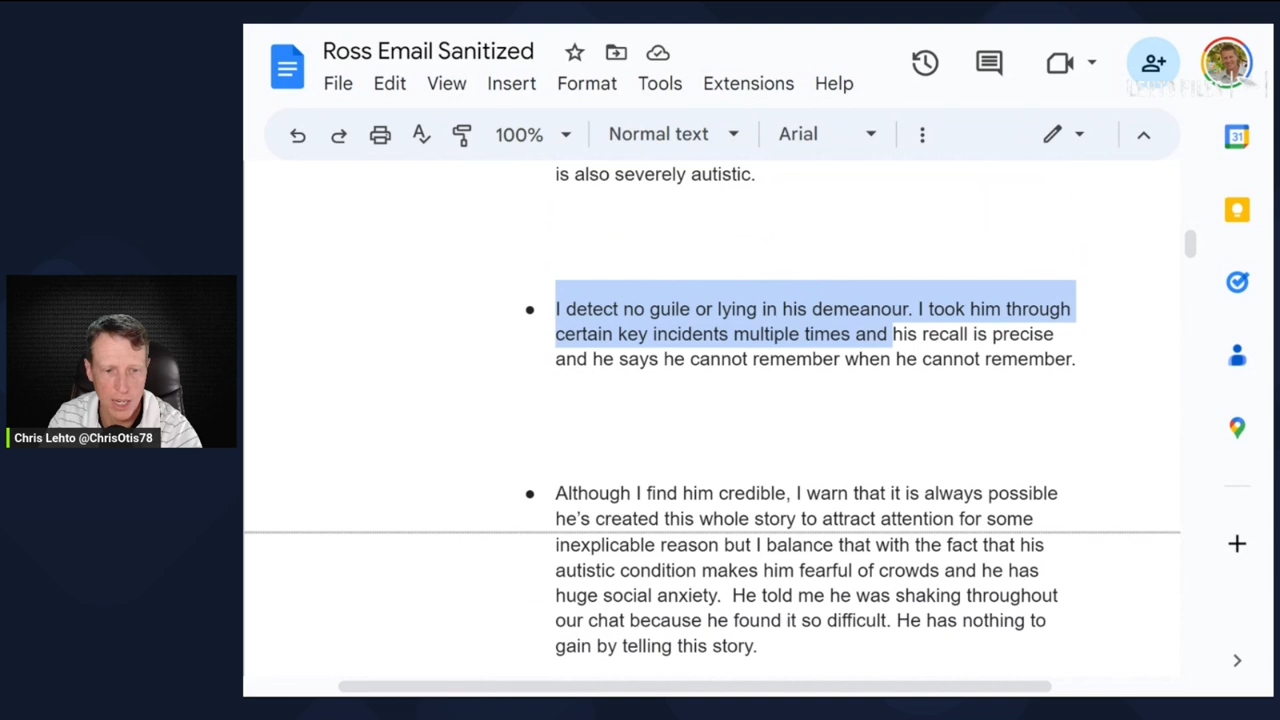 Ross Email Sanitized
File Edit View Insert Format Tools Extensions Help
100% Normal text Arial
31
is also severely autistic.
● I detect no guile or lying in his demeanour. I took him through
certain key incidents multiple times and his recall is precise
and he says he cannot remember when he cannot remember.
● Although I find him credible, I warn that it is always possible
he’s created this whole story to attract attention for some
inexplicable reason but I balance that with the fact that his
autistic condition makes him fearful of crowds and he has
huge social anxiety.  He told me he was shaking throughout
our chat because he found it so difficult. He has nothing to
gain by telling this story.
Chris Lehto @ChrisOtis78